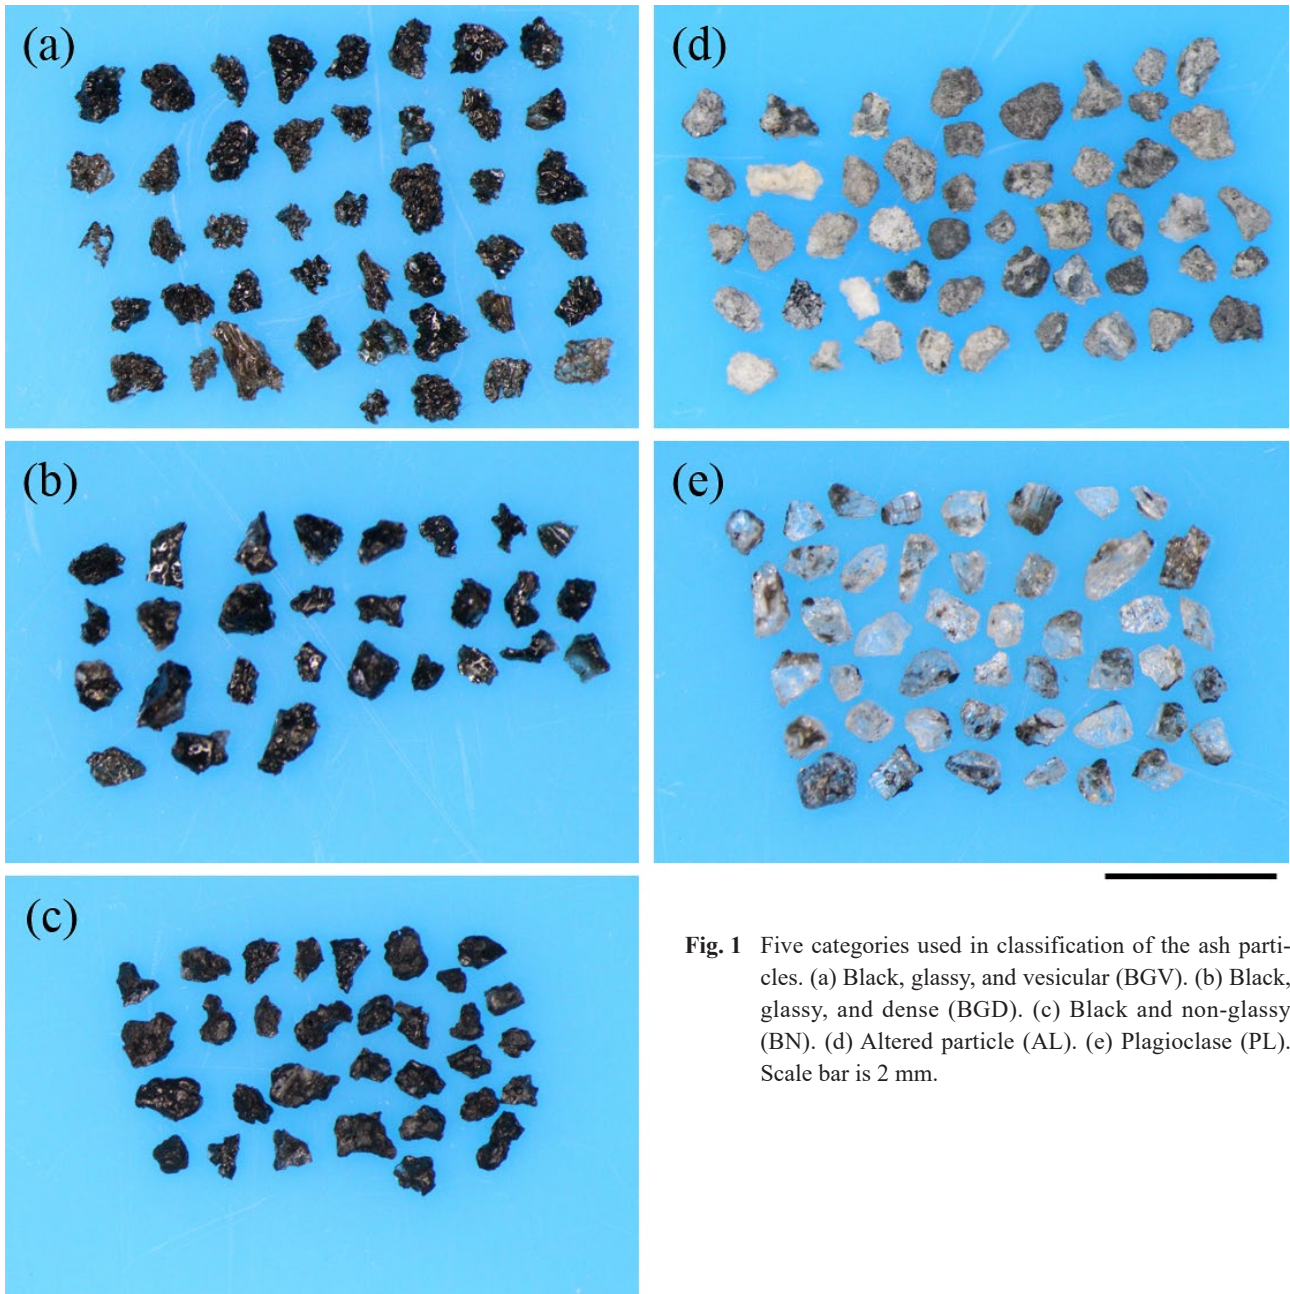 (a)
(d)
(b)
(e)
(c)
Fig. 1 Five categories used in classification of the ash parti-
cles. (a) Black, glassy, and vesicular (BGV). (b) Black,
glassy, and dense (BGD). (c) Black and non-glassy
(BN). (d) Altered particle (AL). (e) Plagioclase (PL).
Scale bar is 2 mm.